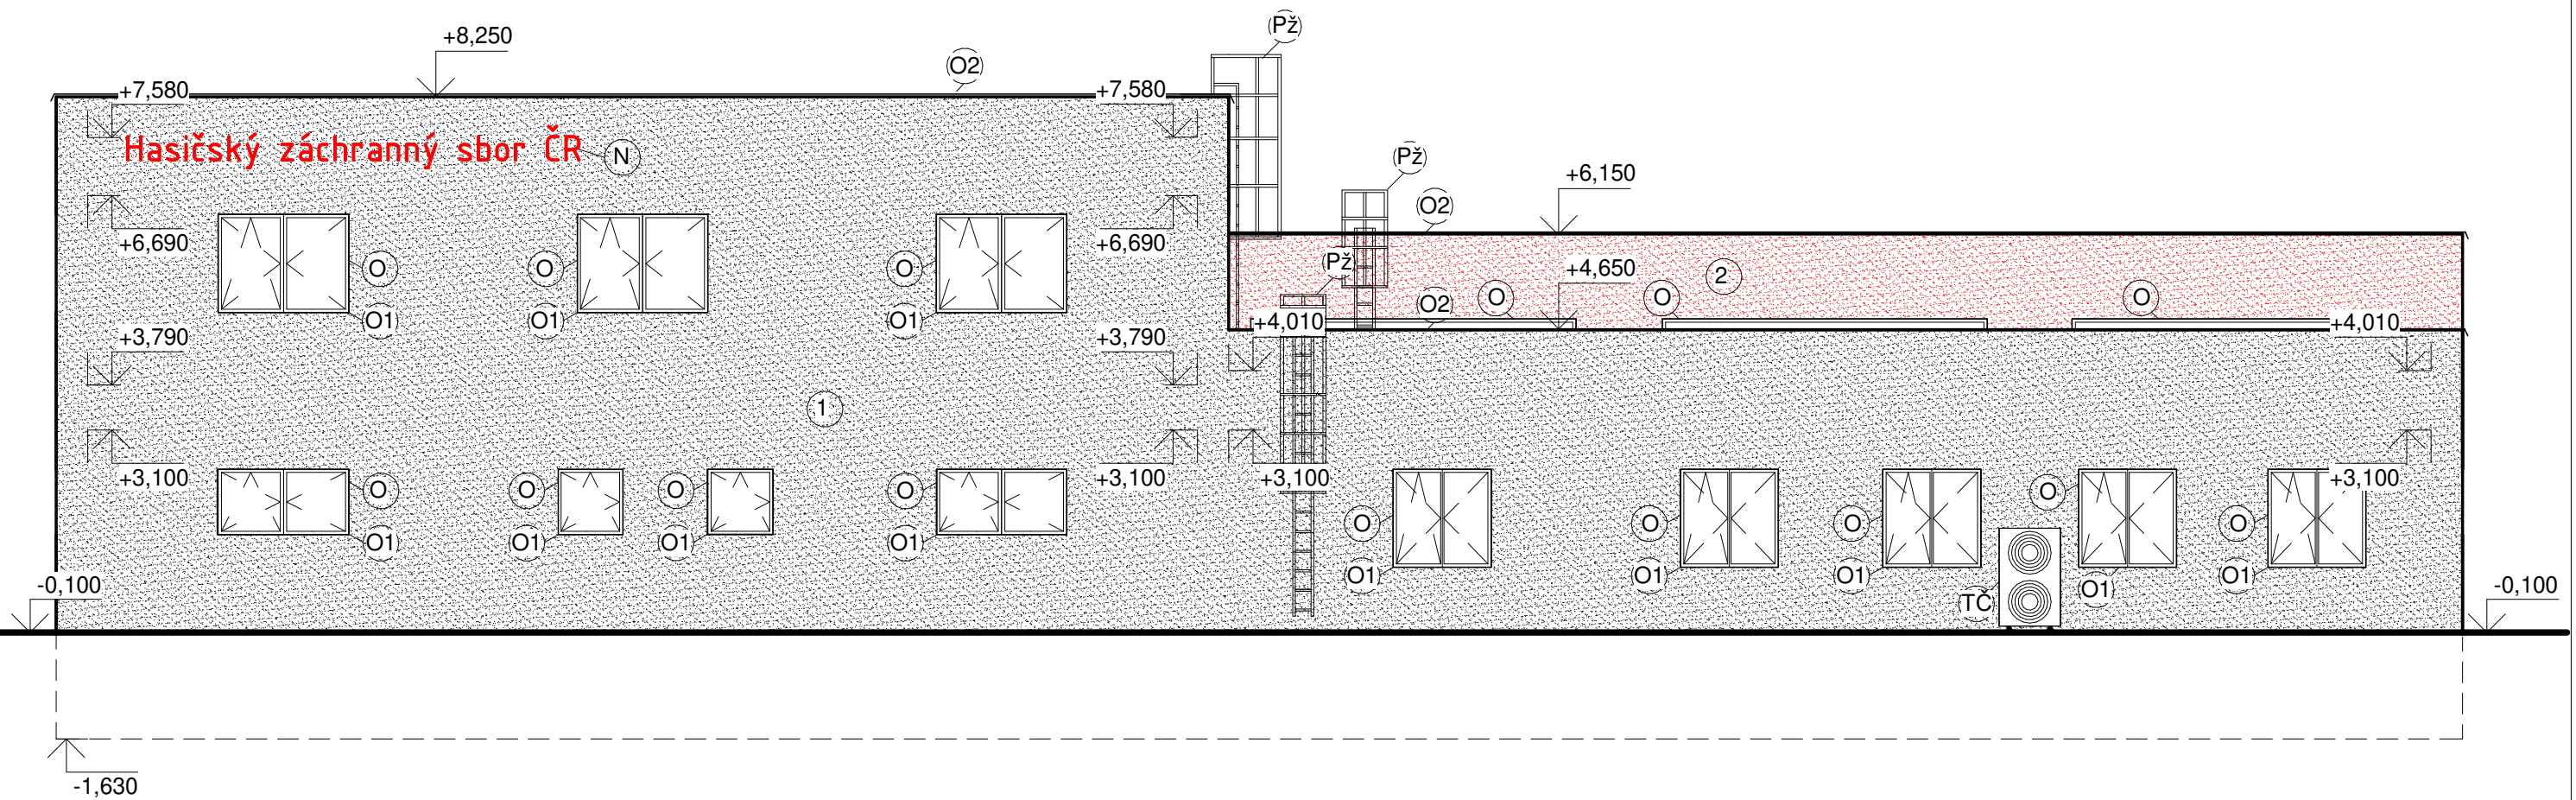 (Pž)
+8,250
(O2)
+7,580
+7,580
Hasičský záchranný sbor ČR
N
(Pž)
+6,150
(O2)
+6,690
+6,690
O
O
O
(Pž)
+4,650
2
O
O
O
(O2)
(O1)
(O1)
(O1)
+4,010
+4,010
+3,790
+3,790
1
+3,100
+3,100
+3,100
+3,100
O
O
O
O
O
O
O
O
O
(O1)
(O1)
(O1)
(O1)
(O1)
(O1)
(O1)
(O1)
(O1)
(TČ)
-0,100
-0,100
-1,630